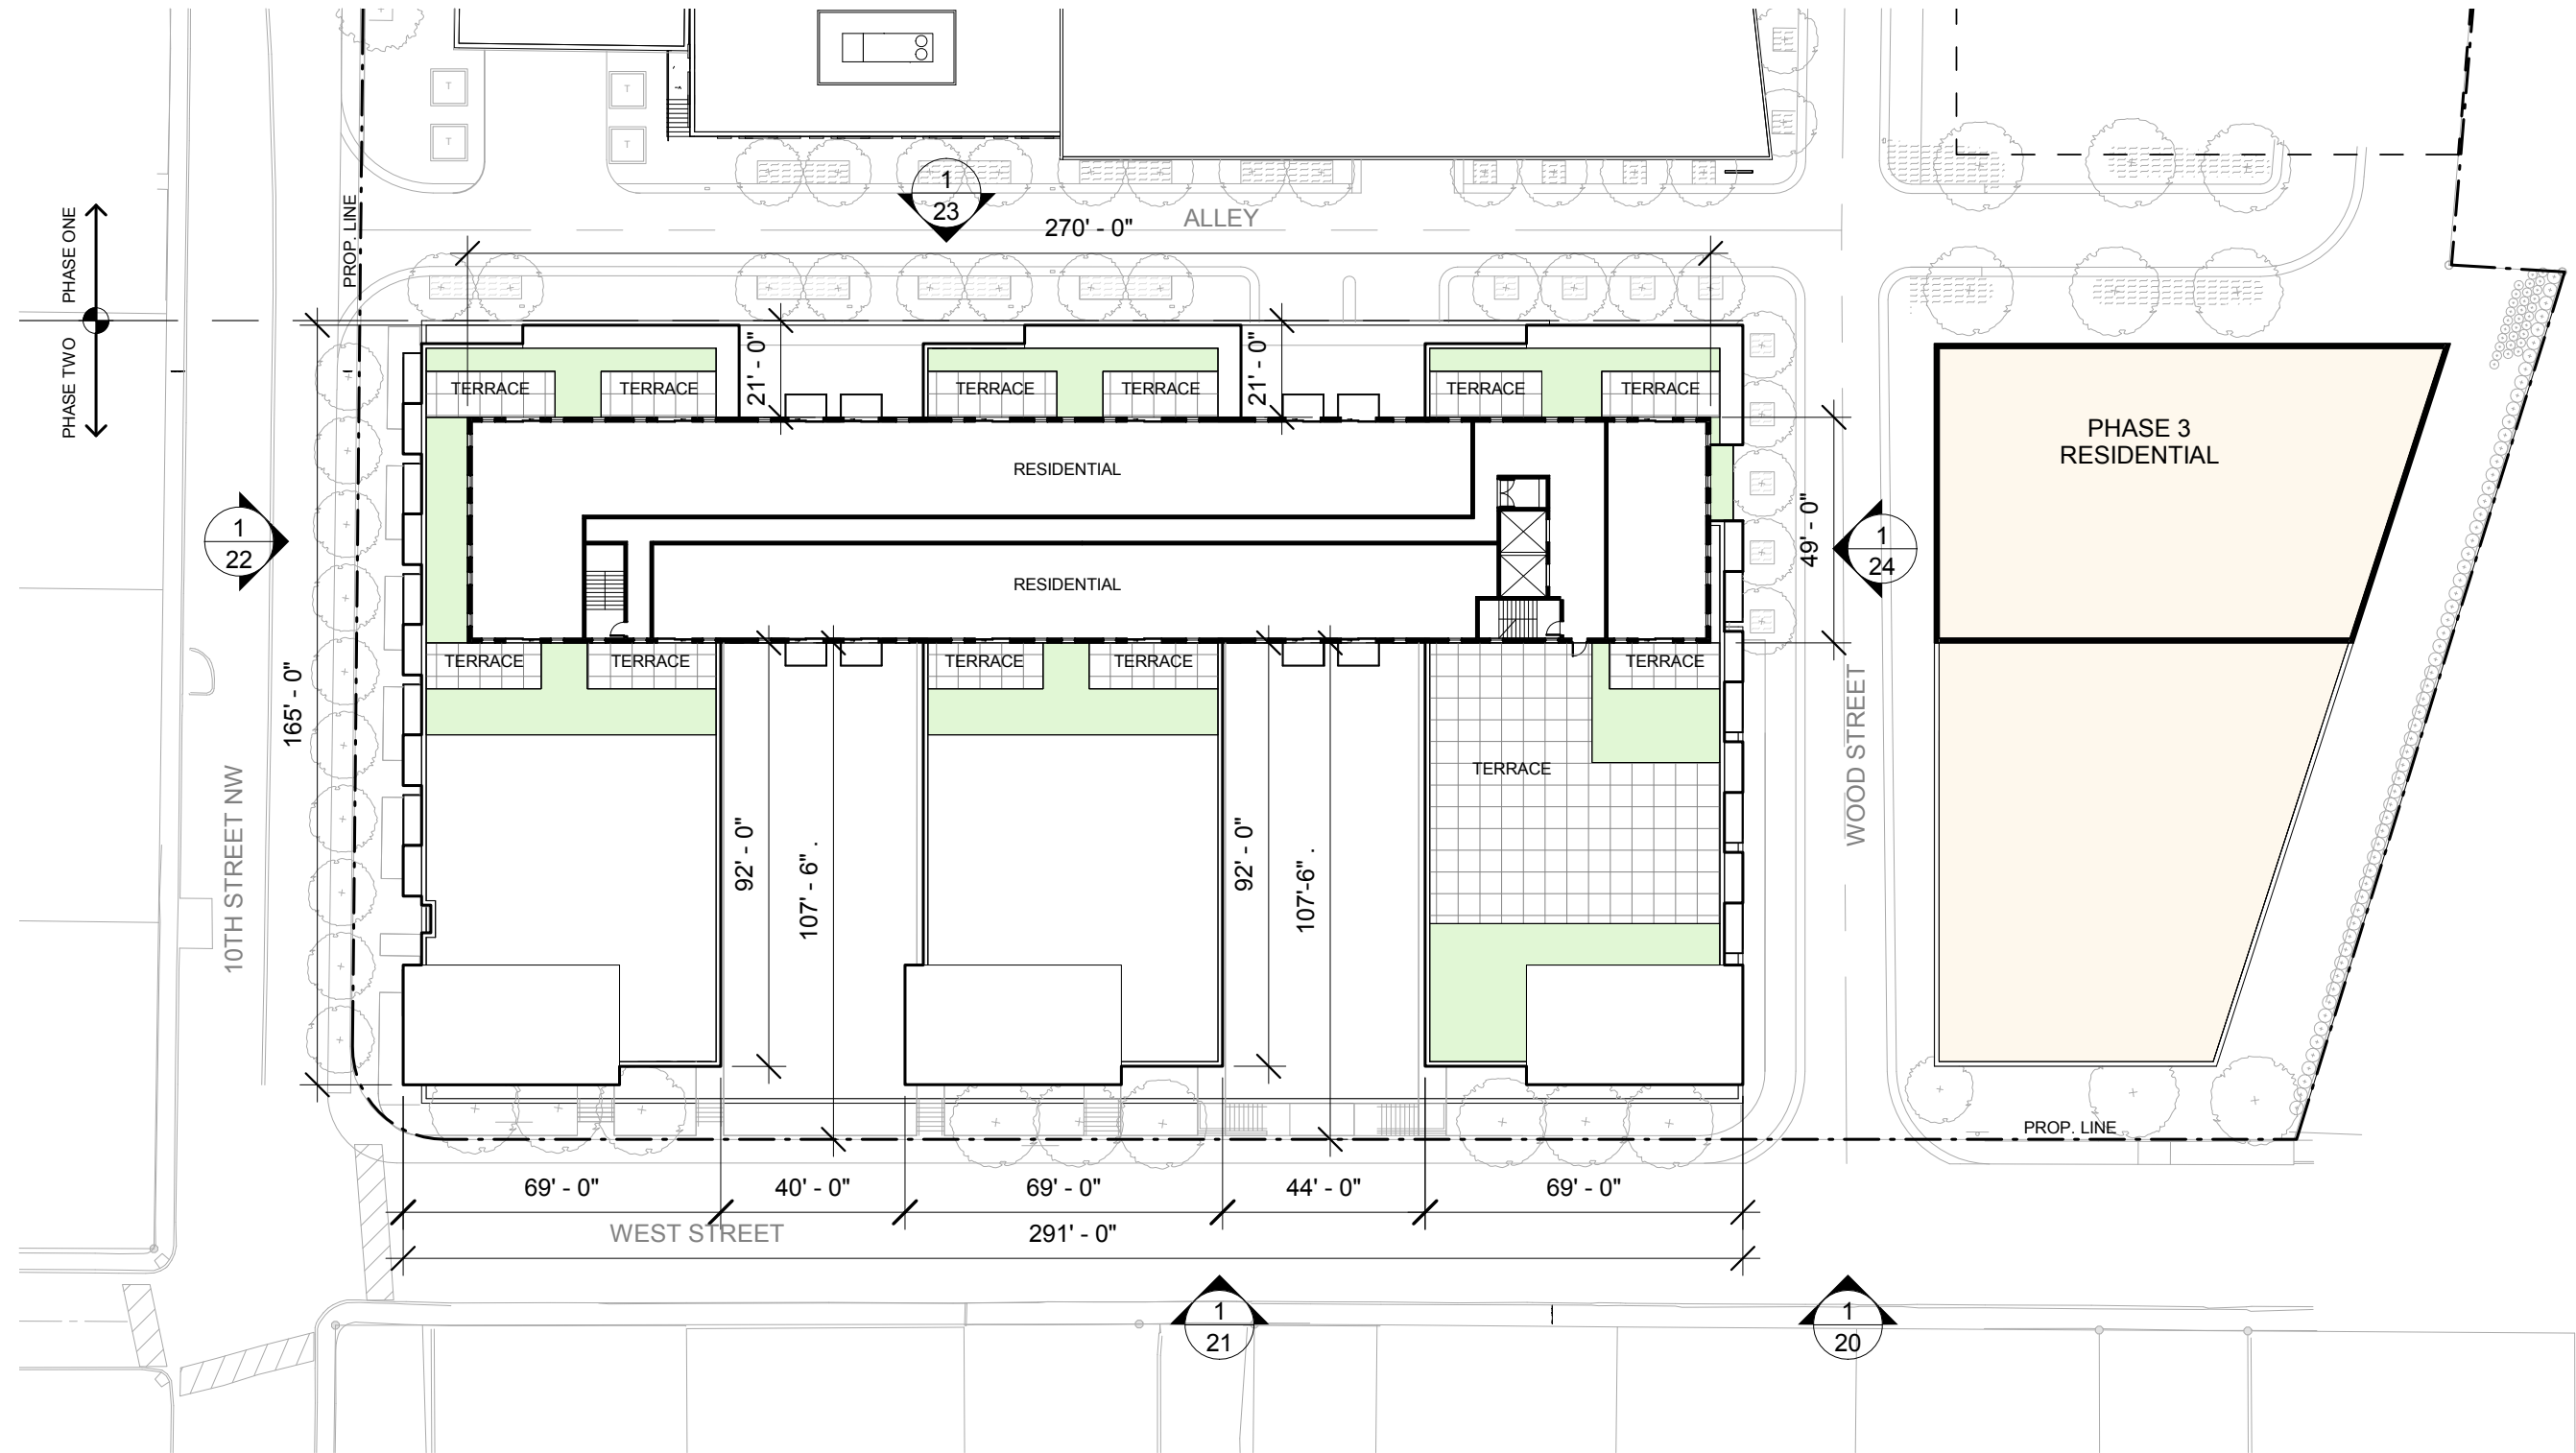 T
T
T
T
1
23
ALLEY
270' - 0"
PROP. LINE
PHASE ONE
PHASE TWO
21' - 0"
21' - 0"
TERRACE
TERRACE
TERRACE
TERRACE
TERRACE
TERRACE
PHASE 3
RESIDENTIAL
RESIDENTIAL
49' - 0"
1
22
1
24
RESIDENTIAL
TERRACE
TERRACE
TERRACE
TERRACE
TERRACE
165' - 0"
TERRACE
WOOD STREET
10TH STREET NW
92' - 0"
107' - 6" .
92' - 0"
107'-6" .
PROP. LINE
69' - 0"
40' - 0"
69' - 0"
44' - 0"
69' - 0"
WEST STREET
291' - 0"
1
21
1
20